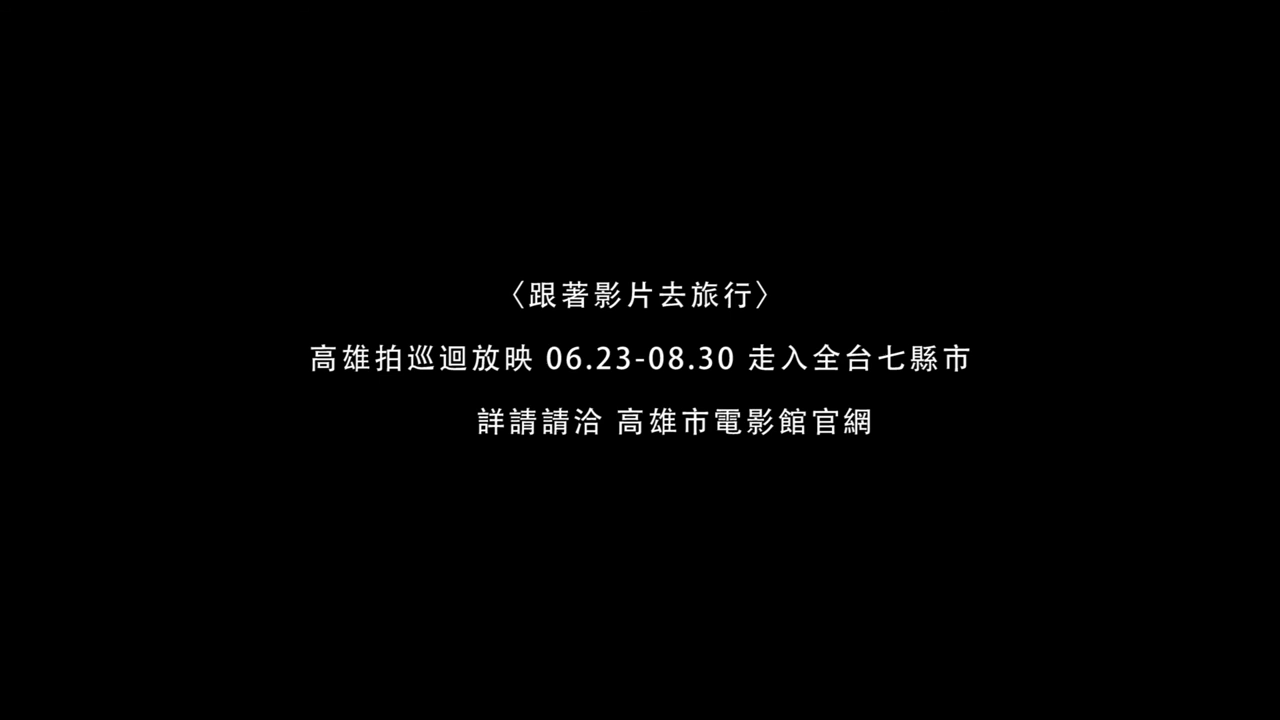 〈跟著影片去旅行〉
高雄拍巡迴放映 06.23-08.30 走入全台七縣市
詳請請洽 高雄市電影館官網